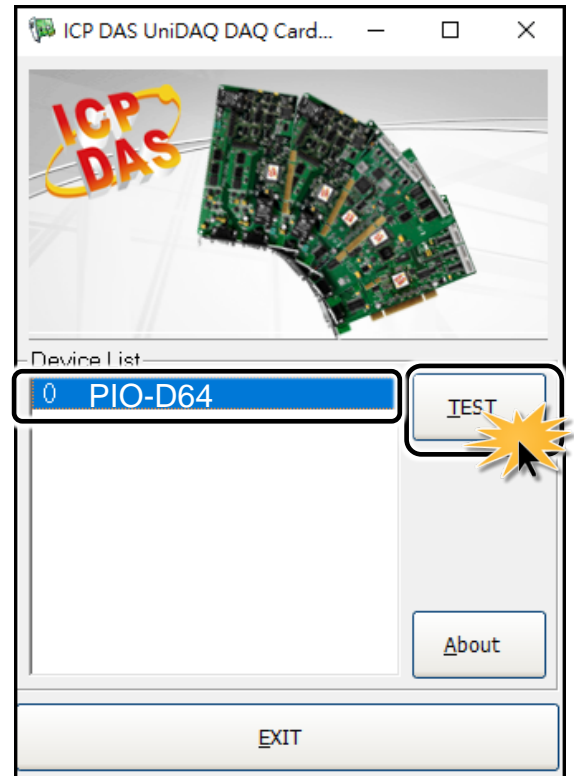 ICP DAS UniDAQ DAQ Card...
ICP
DAS
Device List
0 PIO-D64
TEST
About
EXIT